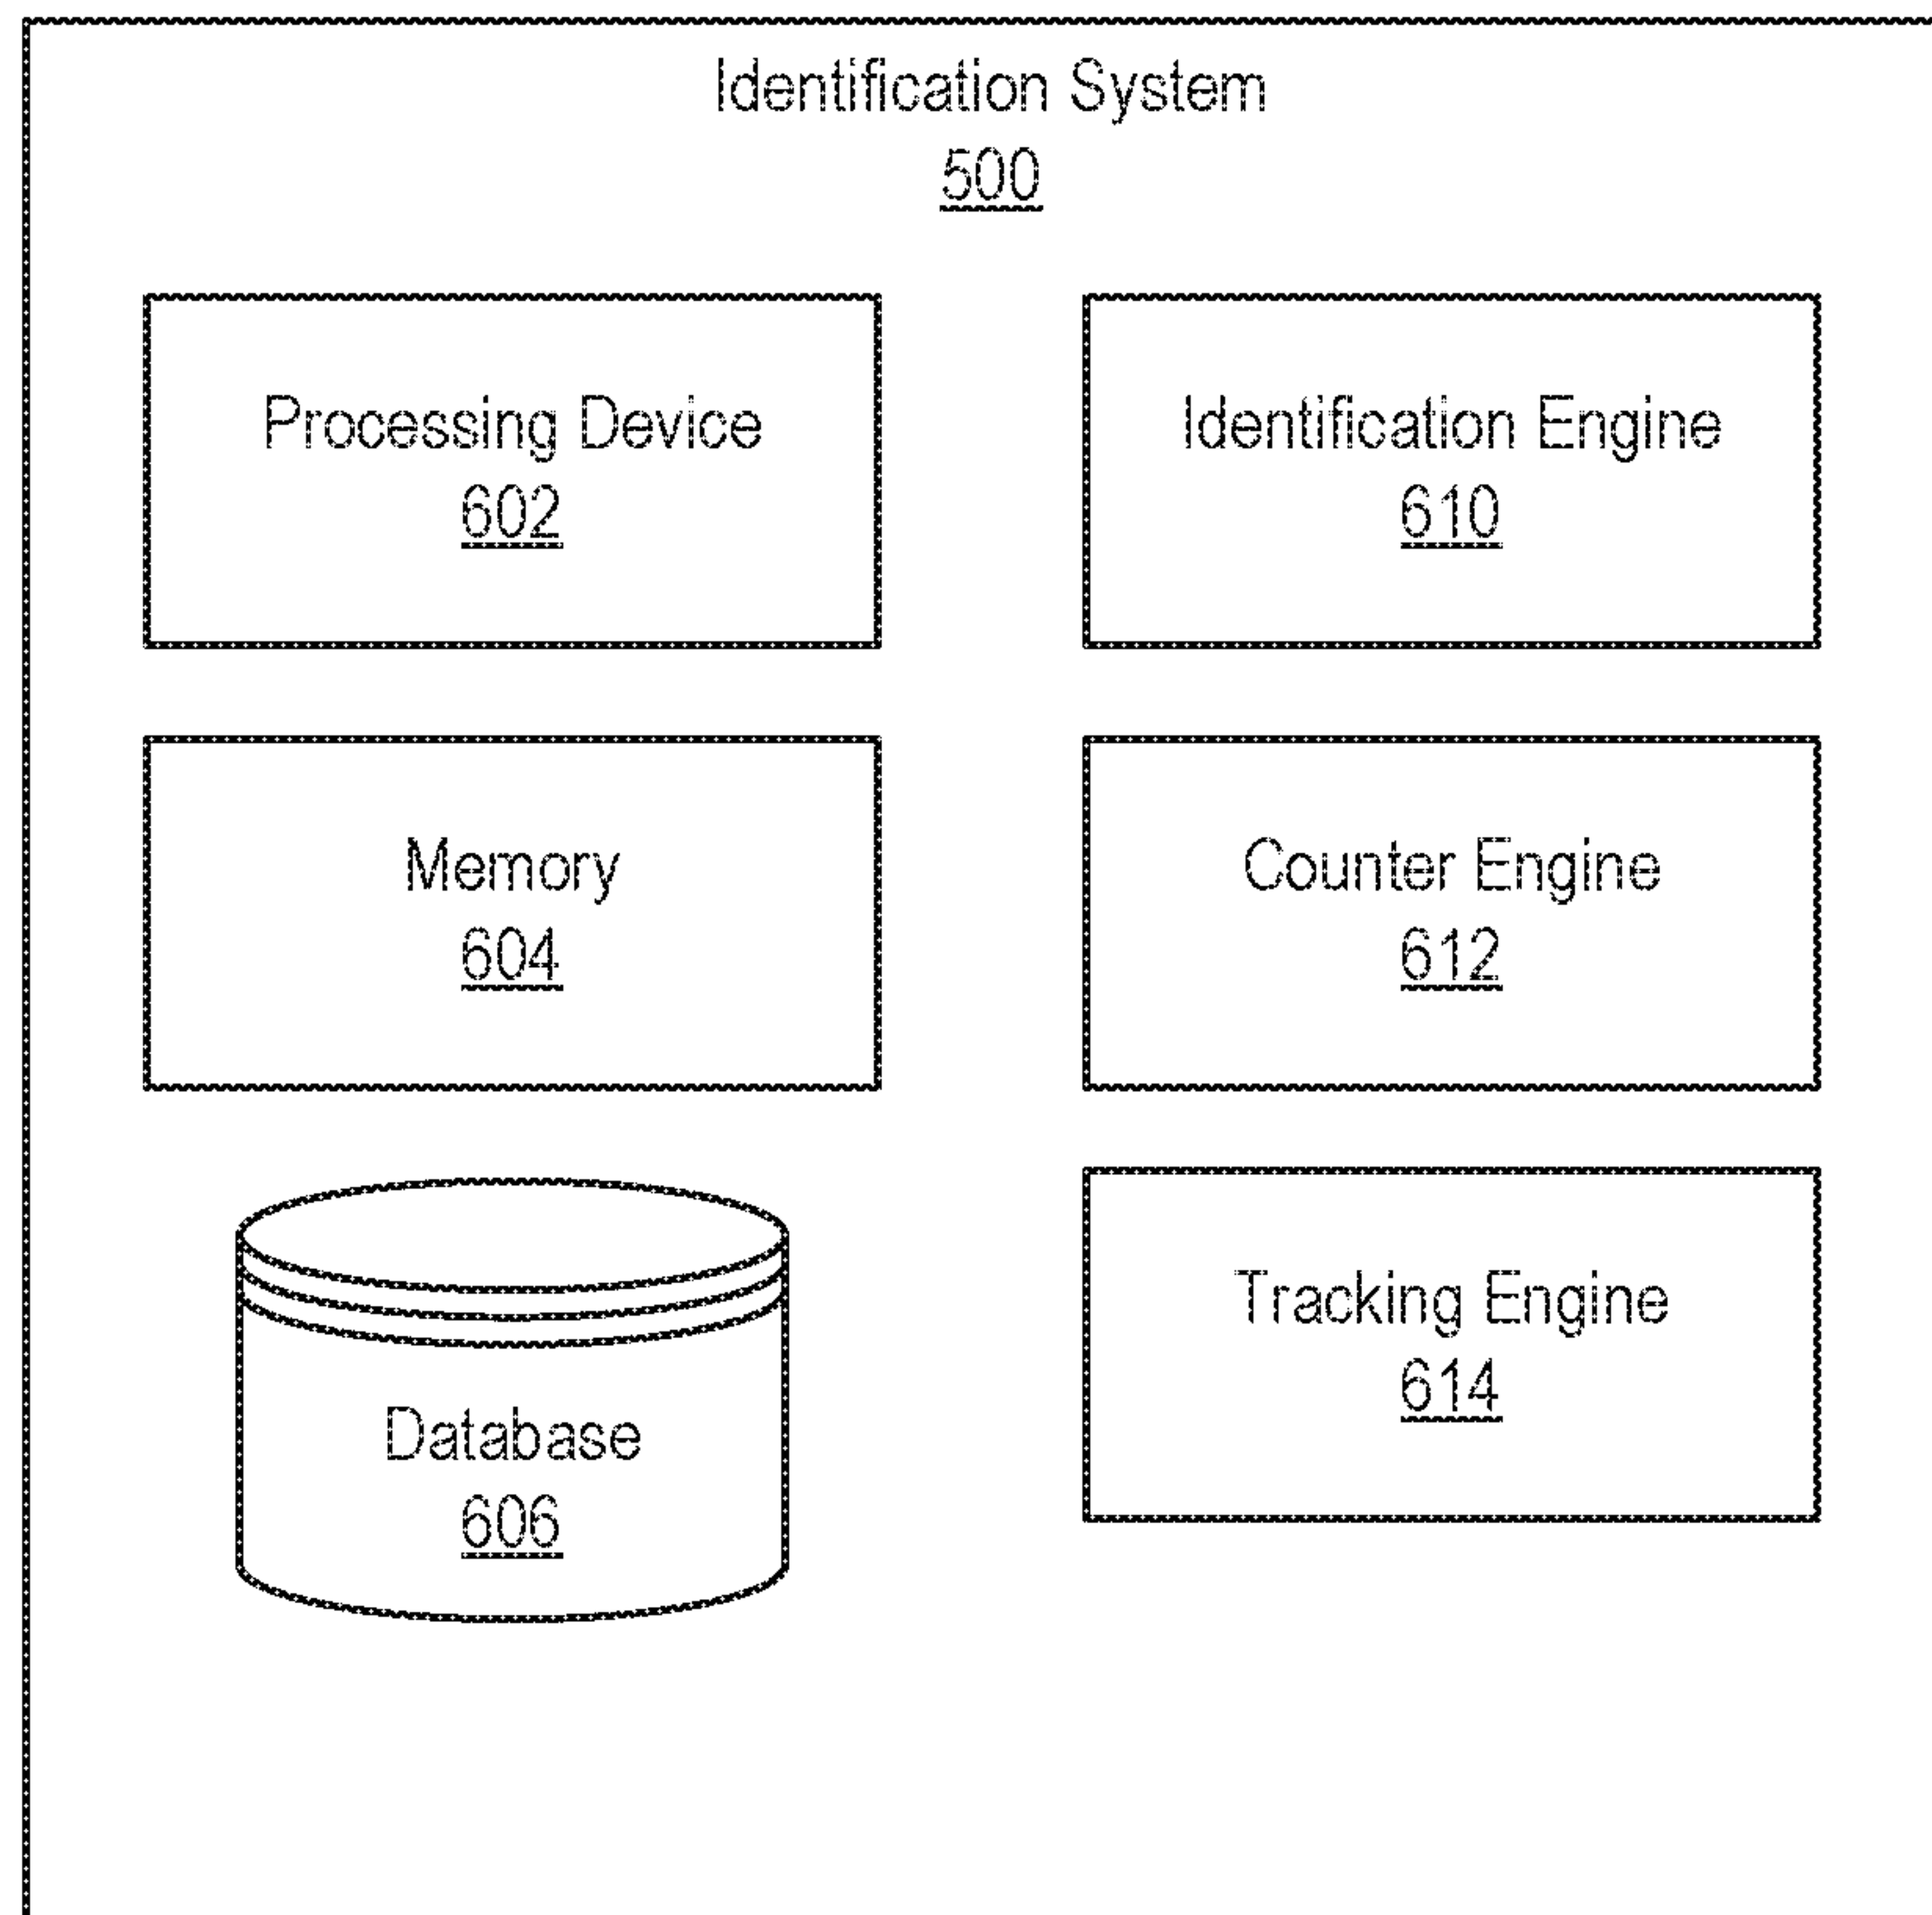 Identification System
500
Processing Device
602
Identification Engine
610
Memory
604
Counter Engine
612
Database
606
Tracking Engine
614